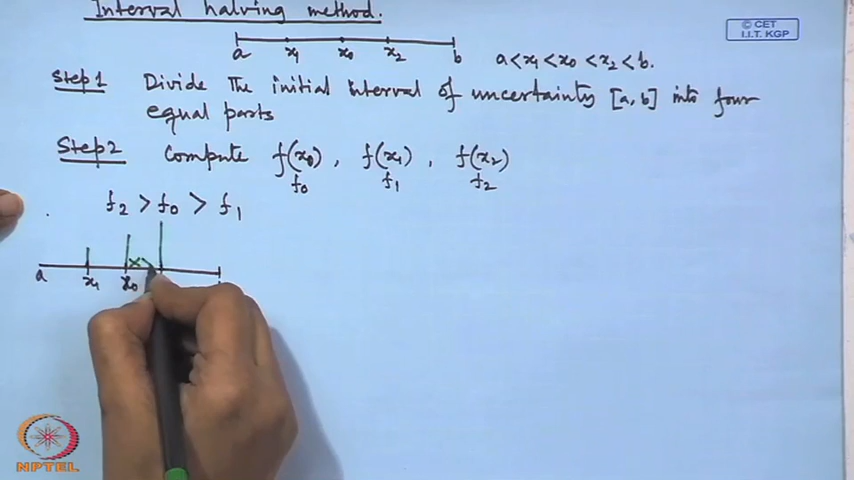 Interval halving method.
© CET
I.I.T. KGP
a x₁ x₀ x₂ b
a < x₁ < x₀ < x₂ < b.
Step 1 Divide The initial interval of uncertainty [a, b] into four
equal parts
Step 2 Compute f(x₀), f(x₁), f(x₂)
f₀ f₁ f₂
f₂ > f₀ > f₁
a x₁ x₀
NPTEL